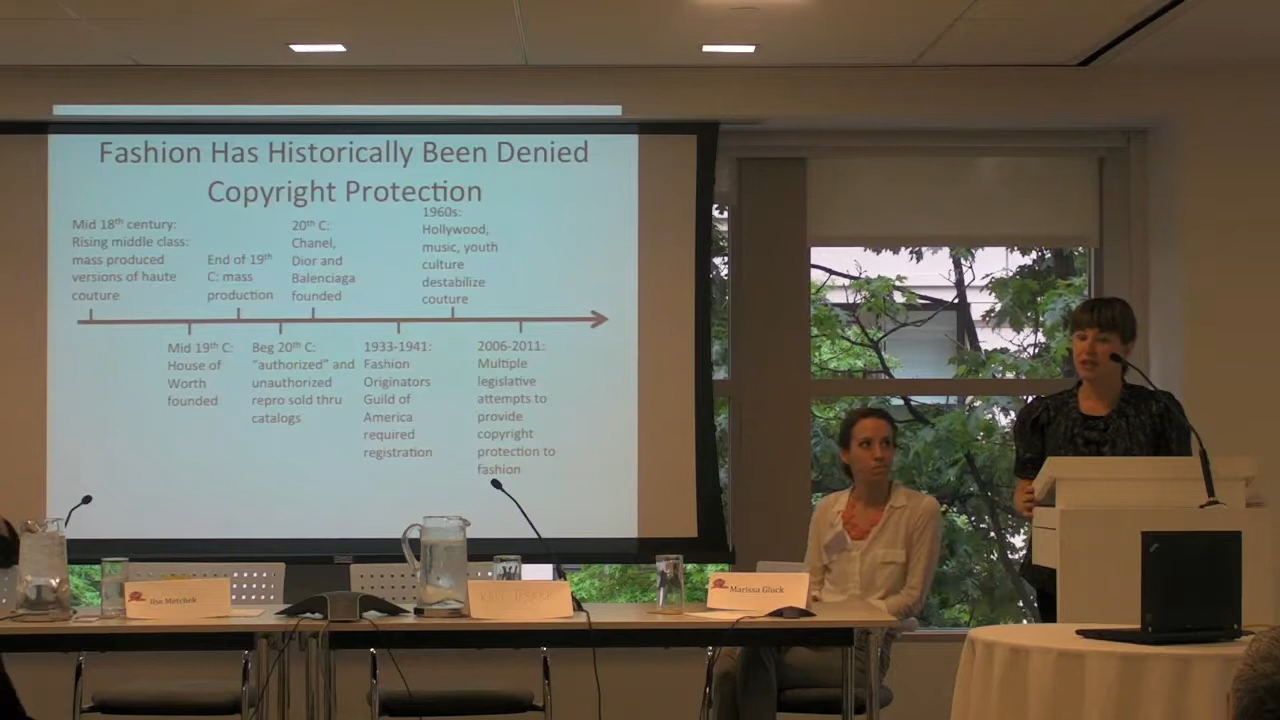 Fashion Has Historically Been Denied
Copyright Protection
Mid 18th century:
Rising middle class:
mass produced
versions of haute
couture
End of 19th
C: mass
production
20th C:
Chanel,
Dior and
Balenciaga
founded
1960s:
Hollywood,
music, youth
culture
destabilize
couture
Mid 19th C:
House of
Worth
founded
Beg 20th C:
"authorized" and
unauthorized
repro sold thru
catalogs
1933-1941:
Fashion
Originators
Guild of
America
required
registration
2006-2011:
Multiple
legislative
attempts to
provide
copyright
protection to
fashion
Ilse Metchek
Marissa Gluck